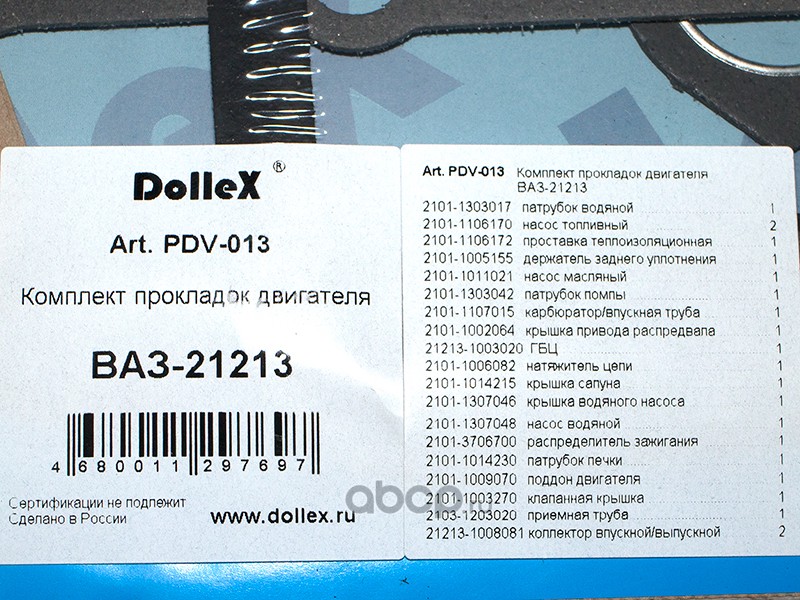 DolleX ®
Art. PDV-013
Комплект прокладок двигателя
ВАЗ-21213
4 680011 297697
Сертификации не подлежит
Сделано в России
www.dollex.ru
Art. PDV-013 Комплект прокладок двигателя
ВАЗ-21213
2101-1303017 патрубок водяной 1
2101-1106170 насос топливный 2
2101-1106172 проставка теплоизоляционная 1
2101-1005155 держатель заднего уплотнения 1
2101-1011021 насос масляный 1
2101-1303042 патрубок помпы 1
2101-1107015 карбюратор/впускная труба 1
2101-1002064 крышка привода распредвала 1
21213-1003020 ГБЦ 1
2101-1006082 натяжитель цепи 1
2101-1014215 крышка сапуна 1
2101-1307046 крышка водяного насоса 1
2101-1307048 насос водяной 1
2101-3706700 распределитель зажигания 1
2101-1014230 патрубок печки 1
2101-1009070 поддон двигателя 1
2101-1003270 клапанная крышка 1
2103-1203020 приемная труба 1
21213-1008081 коллектор впускной/выпускной 2